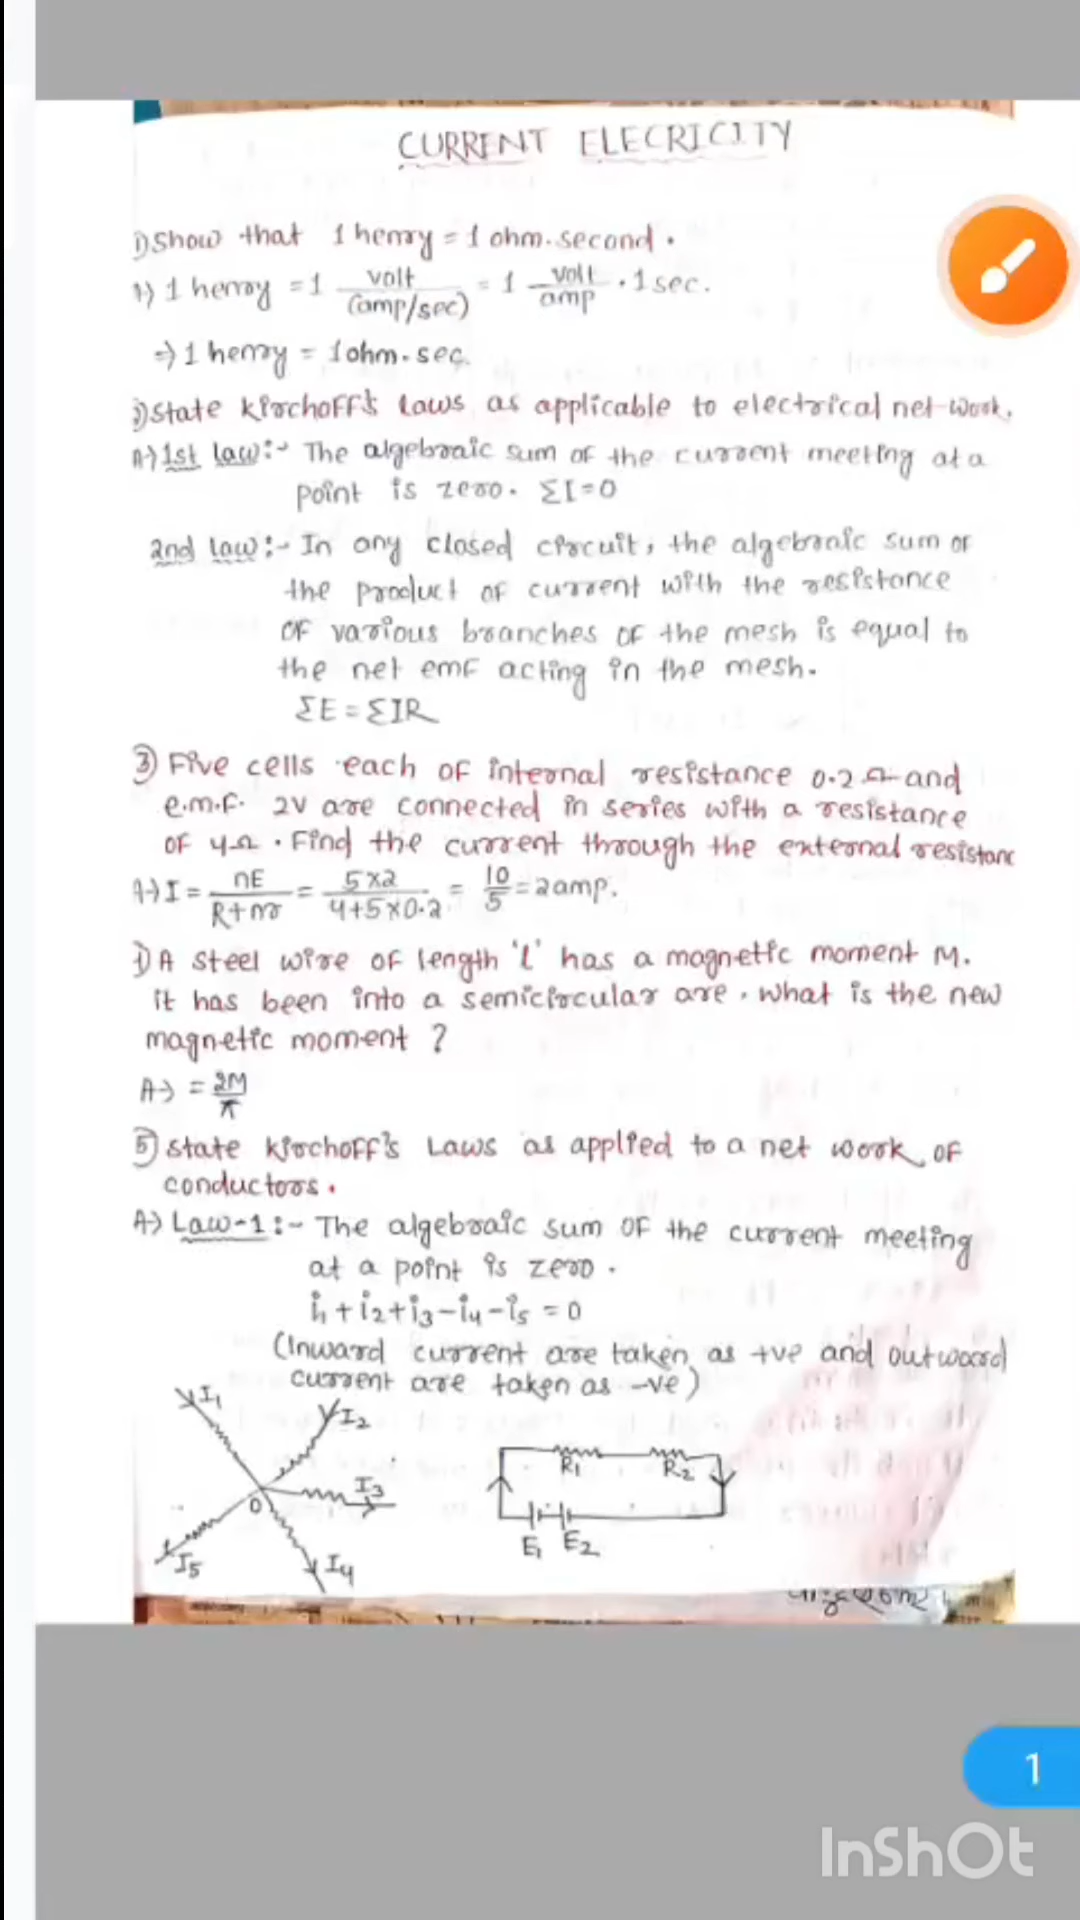 CURRENT ELECRICITY
1) Show that 1 henry = 1 ohm. second.
A) 1 henry = 1 volt/(amp/sec) = 1 volt/amp . 1 sec.
⇒ 1 henry = 1 ohm. sec.
2) State kirchoff's laws as applicable to electrical net work.
A→ 1st law:- The algebraic sum of the current meeting at a
point is zero. ΣI=0
2nd law:- In any closed circuit, the algebraic sum of
the product of current with the resistance
of various branches of the mesh is equal to
the net emf acting in the mesh.
ΣE = ΣIR
3) Five cells each of internal resistance 0.2Ω and
e.m.f. 2V are connected in series with a resistance
of 4Ω. Find the current through the external resistanc
A→ I = nE/R+nr = 5×2/4+5×0.2 = 10/5 = 2amp.
1) A steel wire of length 'l' has a magnetic moment M.
it has been into a semicircular arc. What is the new
magnetic moment ?
A→ = 2M/π
5) state kirchoff's Laws as applied to a net work of
conductors.
A→ Law-1:- The algebraic sum of the current meeting
at a point is zero.
i1 + i2 + i3 - i4 - i5 = 0
(Inward current are taken as +ve and outward
current are taken as -ve)
I1
I2
I3
O
I5
I4
R1 R2
E1 E2
1
InShOt